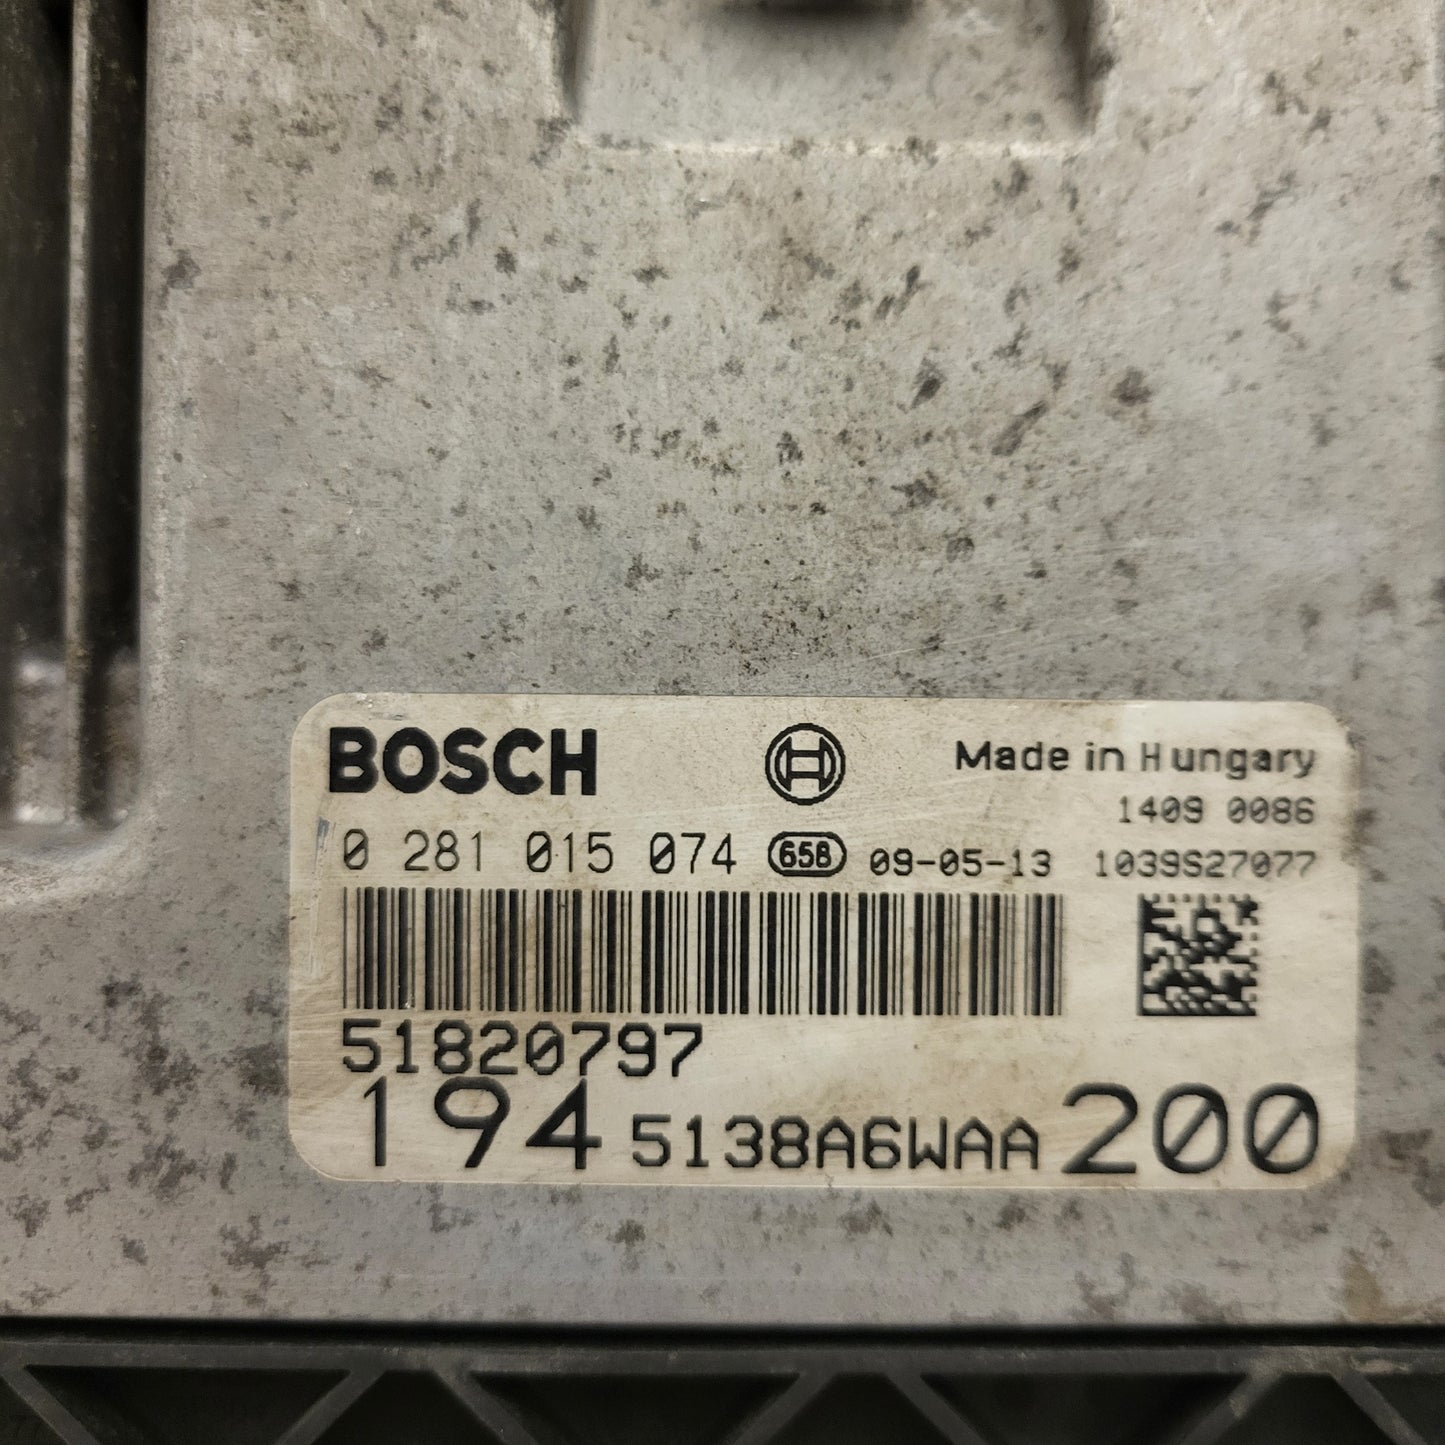 BOSCH Made in Hungary
1409 0086
0 281 015 074 658 09-05-13 1039S27077
51820797
194 5138A6WAA 200